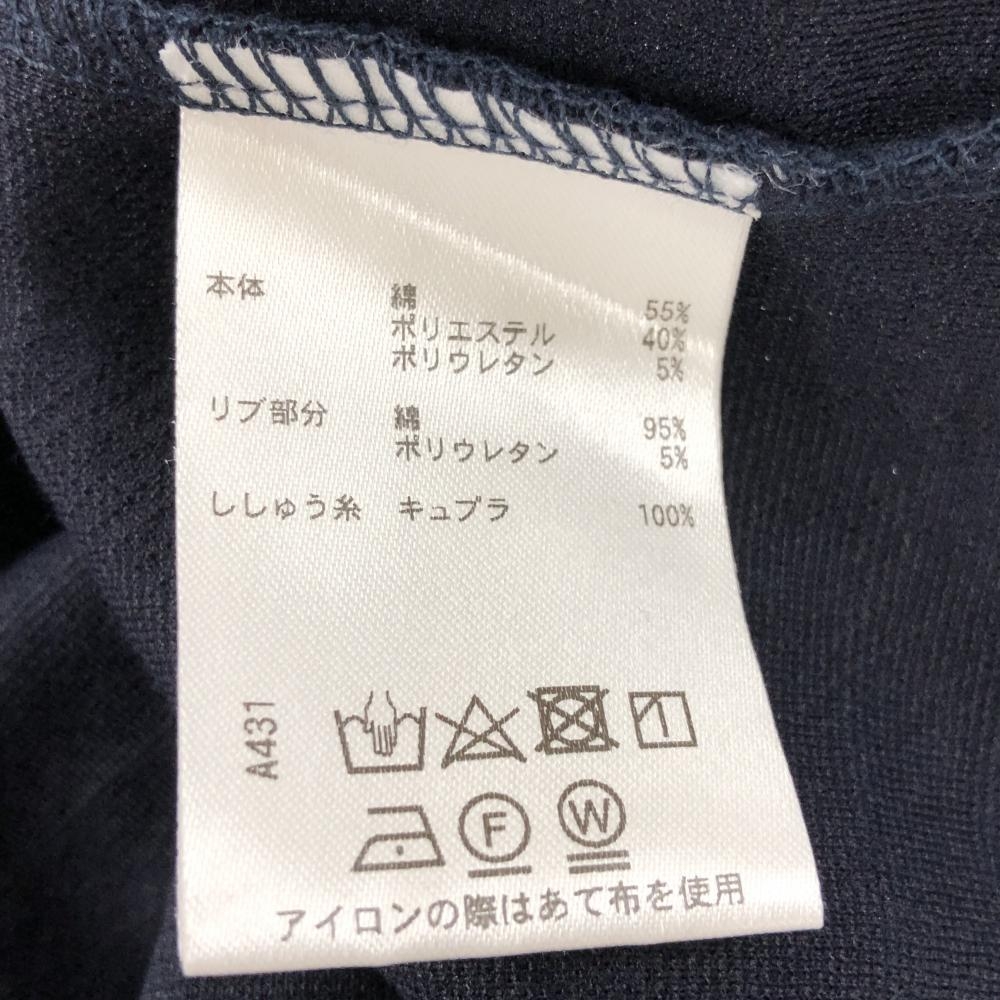 本体 綿 55%
ポリエステル 40%
ポリウレタン 5%
リブ部分 綿 95%
ポリウレタン 5%
ししゅう糸 キュプラ 100%
A431
F W
アイロンの際はあて布を使用